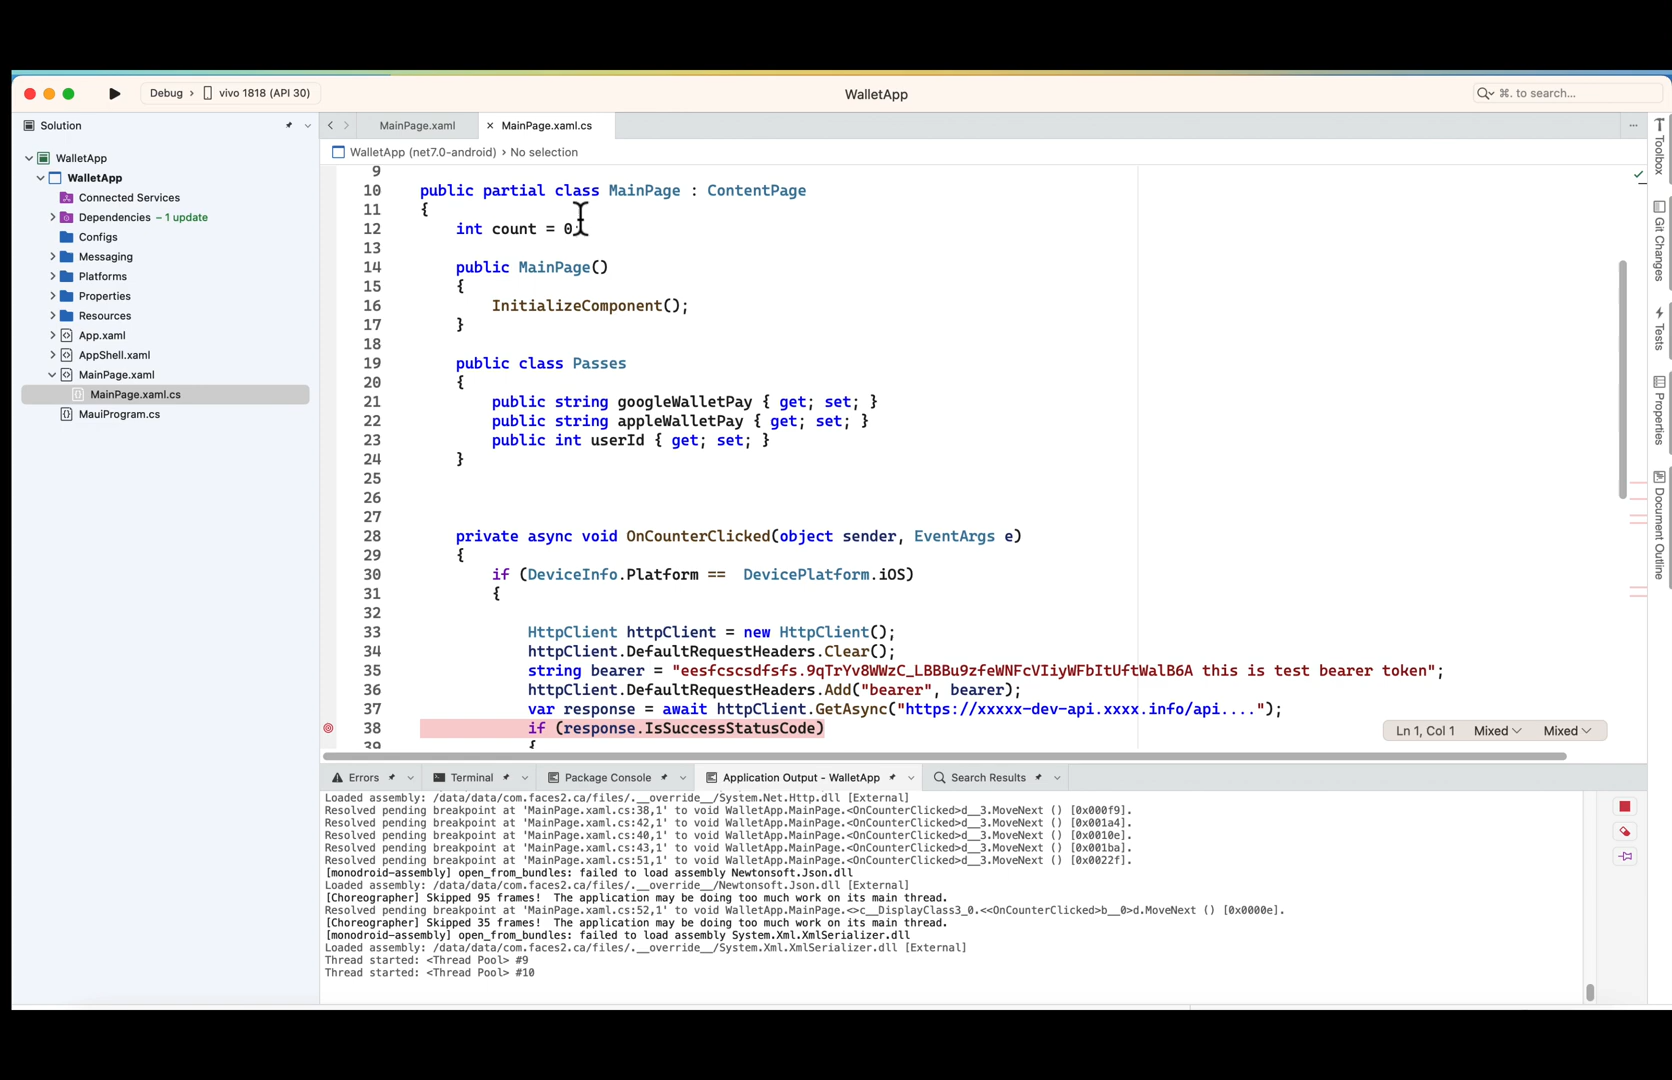 Debug > vivo 1818 (API 30)
WalletApp
⌘. to search...
Solution
WalletApp
WalletApp
Connected Services
Dependencies – 1 update
Configs
Messaging
Platforms
Properties
Resources
App.xaml
AppShell.xaml
MainPage.xaml
MainPage.xaml.cs
MauiProgram.cs
MainPage.xaml
× MainPage.xaml.cs
WalletApp (net7.0-android) › No selection
9
10 public partial class MainPage : ContentPage
11 {
12 int count = 0;
13
14 public MainPage()
15 {
16 InitializeComponent();
17 }
18
19 public class Passes
20 {
21 public string googleWalletPay { get; set; }
22 public string appleWalletPay { get; set; }
23 public int userId { get; set; }
24 }
25
26
27
28 private async void OnCounterClicked(object sender, EventArgs e)
29 {
30 if (DeviceInfo.Platform == DevicePlatform.iOS)
31 {
32
33 HttpClient httpClient = new HttpClient();
34 httpClient.DefaultRequestHeaders.Clear();
35 string bearer = "eesfcscsdfsfs.9qTrYv8WWzC_LBBBu9zfeWNFcVIiyWFbItUftWalB6A this is test bearer token";
36 httpClient.DefaultRequestHeaders.Add("bearer", bearer);
37 var response = await httpClient.GetAsync("https://xxxxx-dev-api.xxxx.info/api....");
38 if (response.IsSuccessStatusCode)
39 {
Ln 1, Col 1 Mixed Mixed
Toolbox
Git Changes
Tests
Properties
Document Outline
Errors
Terminal
Package Console
Application Output - WalletApp
Search Results
Loaded assembly: /data/data/com.faces2.ca/files/.__override__/System.Net.Http.dll [External]
Resolved pending breakpoint at 'MainPage.xaml.cs:38,1' to void WalletApp.MainPage.<OnCounterClicked>d__3.MoveNext () [0x000f9].
Resolved pending breakpoint at 'MainPage.xaml.cs:42,1' to void WalletApp.MainPage.<OnCounterClicked>d__3.MoveNext () [0x001a4].
Resolved pending breakpoint at 'MainPage.xaml.cs:40,1' to void WalletApp.MainPage.<OnCounterClicked>d__3.MoveNext () [0x0010e].
Resolved pending breakpoint at 'MainPage.xaml.cs:43,1' to void WalletApp.MainPage.<OnCounterClicked>d__3.MoveNext () [0x001ba].
Resolved pending breakpoint at 'MainPage.xaml.cs:51,1' to void WalletApp.MainPage.<OnCounterClicked>d__3.MoveNext () [0x0022f].
[monodroid-assembly] open_from_bundles: failed to load assembly Newtonsoft.Json.dll
Loaded assembly: /data/data/com.faces2.ca/files/.__override__/Newtonsoft.Json.dll [External]
[Choreographer] Skipped 95 frames!  The application may be doing too much work on its main thread.
Resolved pending breakpoint at 'MainPage.xaml.cs:52,1' to void WalletApp.MainPage.<>c__DisplayClass3_0.<<OnCounterClicked>b__0>d.MoveNext () [0x0000e].
[Choreographer] Skipped 35 frames!  The application may be doing too much work on its main thread.
[monodroid-assembly] open_from_bundles: failed to load assembly System.Xml.XmlSerializer.dll
Loaded assembly: /data/data/com.faces2.ca/files/.__override__/System.Xml.XmlSerializer.dll [External]
Thread started: <Thread Pool> #9
Thread started: <Thread Pool> #10